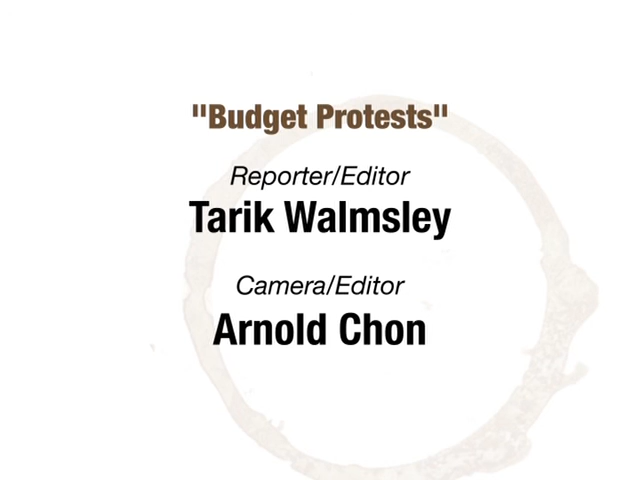 "Budget Protests"
Reporter/Editor
Tarik Walmsley
Camera/Editor
Arnold Chon